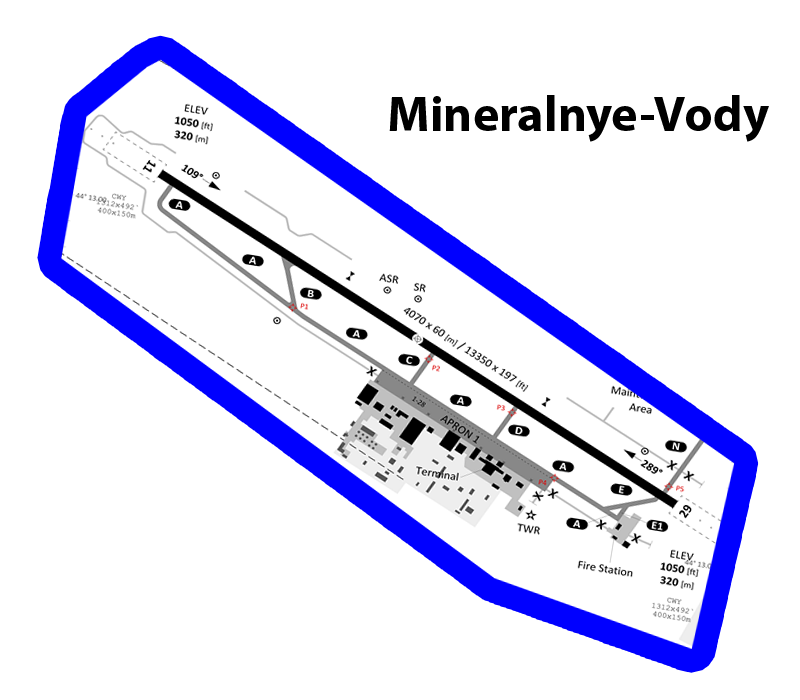 Mineralnye-Vody
ELEV
1050 [ft]
320 [m]
11
109°
44° 13.00'
CWY
1312x492'
400x150m
A
A
B
P1
ASR
SR
4070 x 60 [m] / 13350 x 197 [ft]
A
C
P2
1-28
A
P3
D
APRON 1
Area
N
289°
A
P4
E
P5
29
Terminal
TWR
A
E1
Fire Station
ELEV
44° 13.0
1050 [ft]
320 [m]
CWY
1312x492'
400x150m